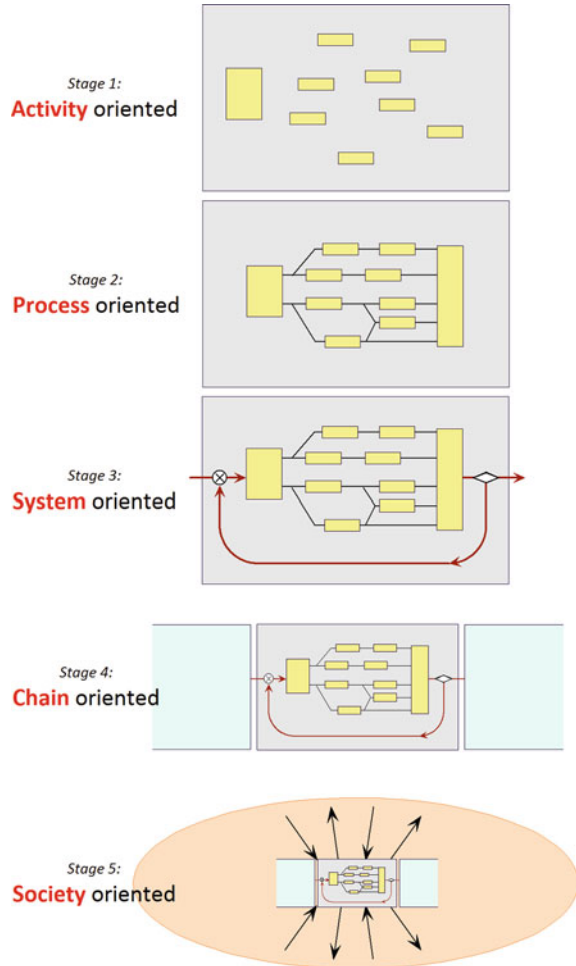 Stage 1:
Activity oriented
Stage 2:
Process oriented
Stage 3:
System oriented
Stage 4:
Chain oriented
Stage 5:
Society oriented